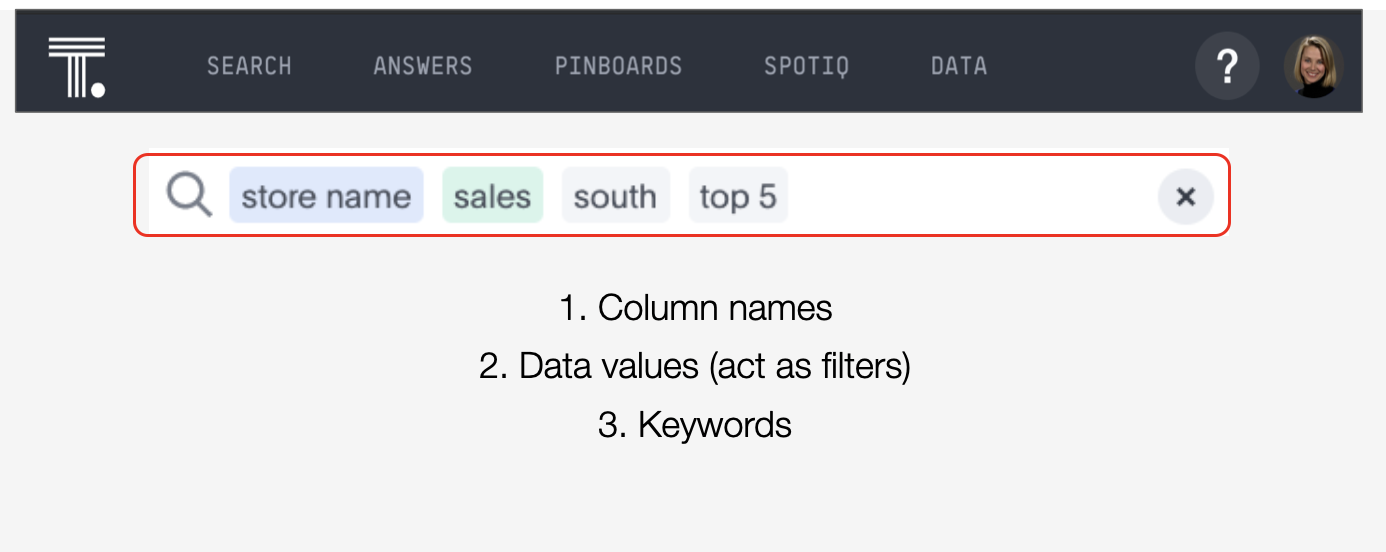 T. SEARCH ANSWERS PINBOARDS SPOTIQ DATA ?
store name sales south top 5 ×
1. Column names
2. Data values (act as filters)
3. Keywords